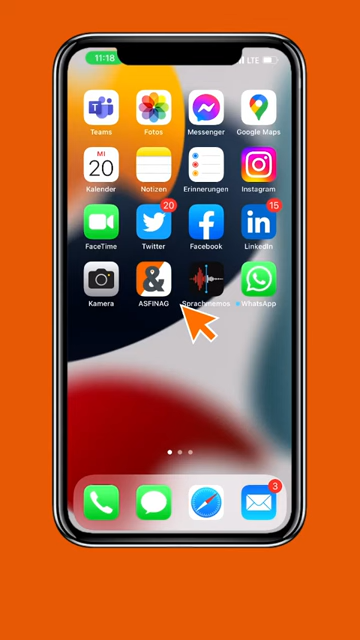 11:18
LTE
Teams
Fotos
Messenger
Google Maps
MI
20
Kalender
Notizen
Erinnerungen
Instagram
20
15
FaceTime
Twitter
Facebook
LinkedIn
&
Kamera
ASFINAG
Sprachmemos
WhatsApp
3